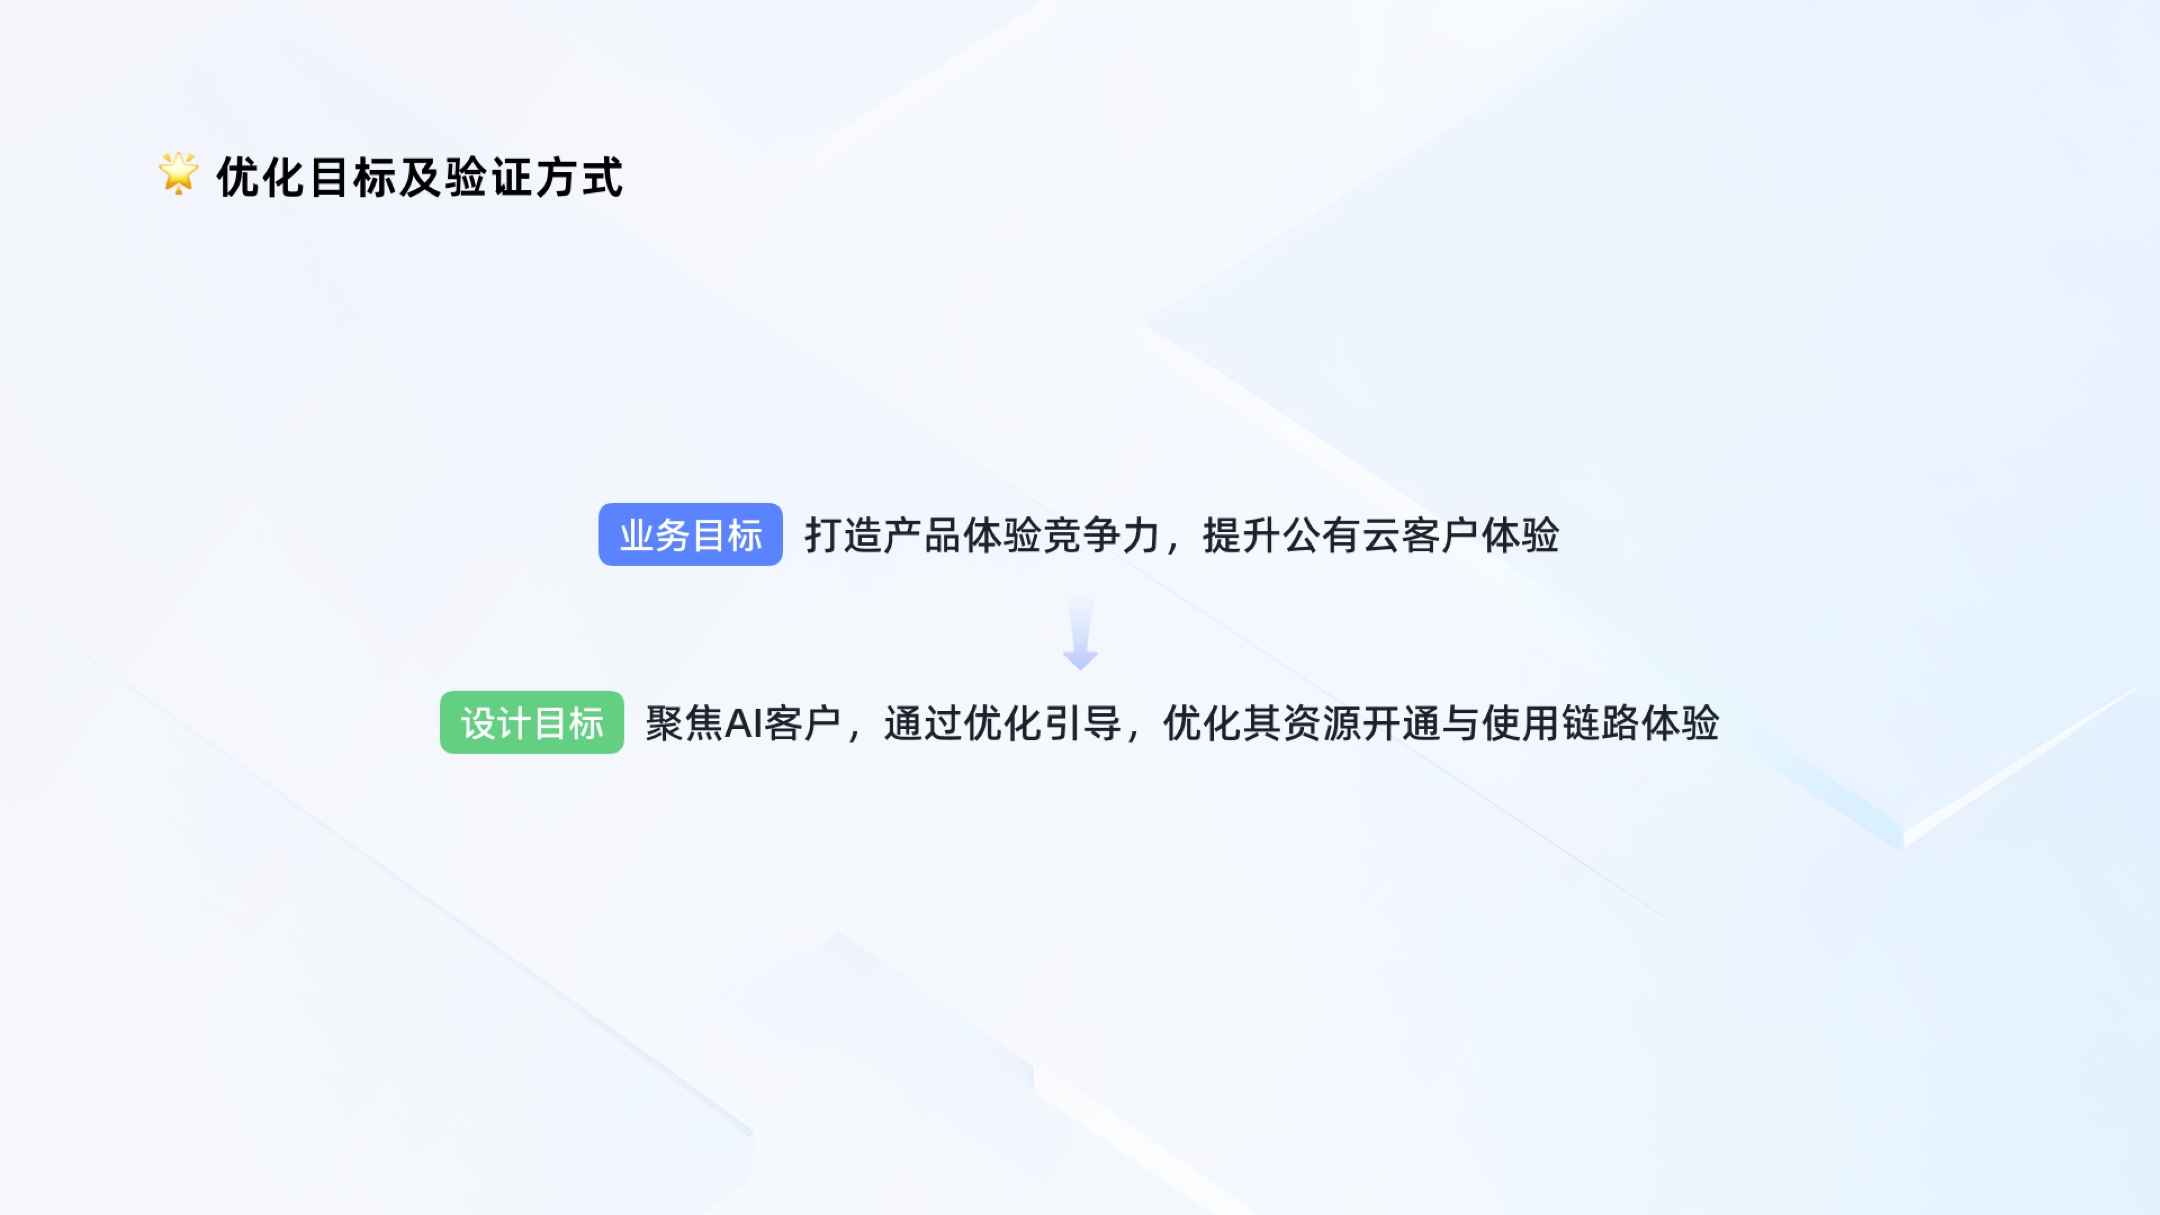 🌟 优化目标及验证方式
业务目标 打造产品体验竞争力，提升公有云客户体验
设计目标 聚焦AI客户，通过优化引导，优化其资源开通与使用链路体验